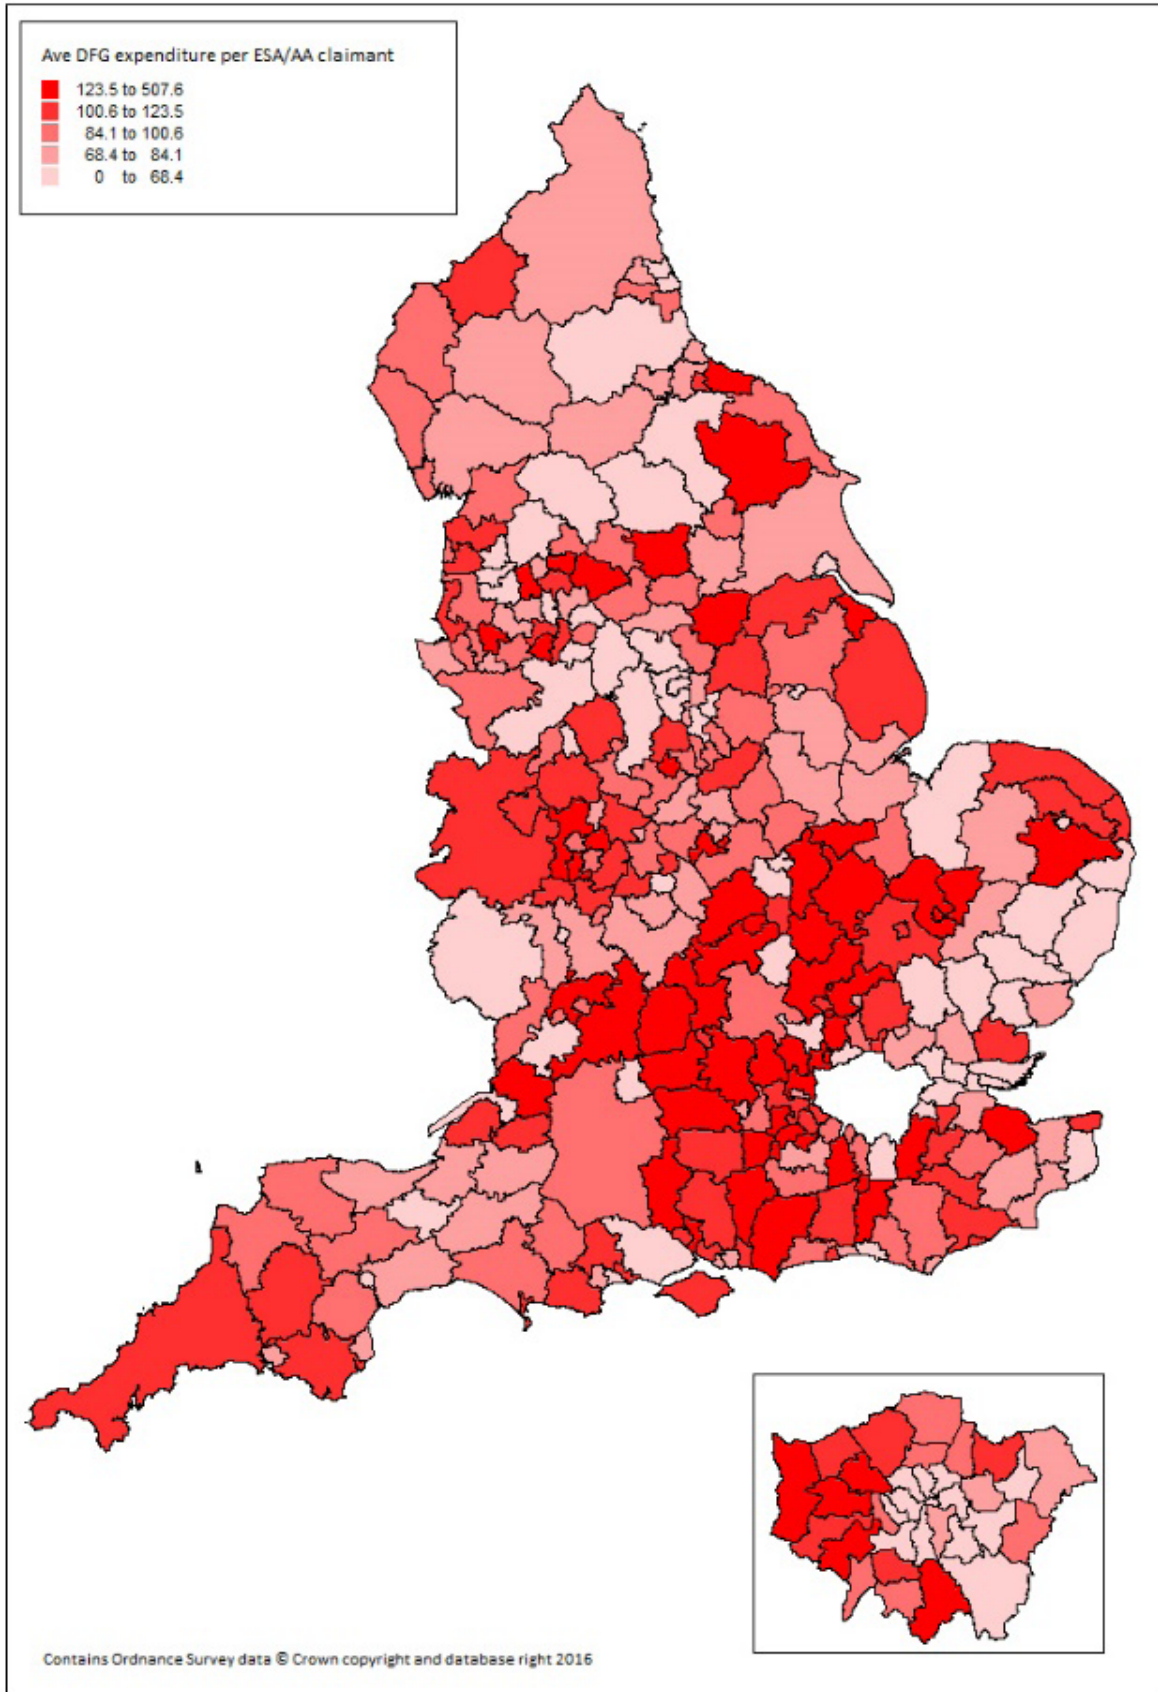 Ave DFG expenditure per ESA/AA claimant
123.5 to 507.6
100.6 to 123.5
84.1 to 100.6
68.4 to 84.1
0 to 68.4
Contains Ordnance Survey data © Crown copyright and database right 2016